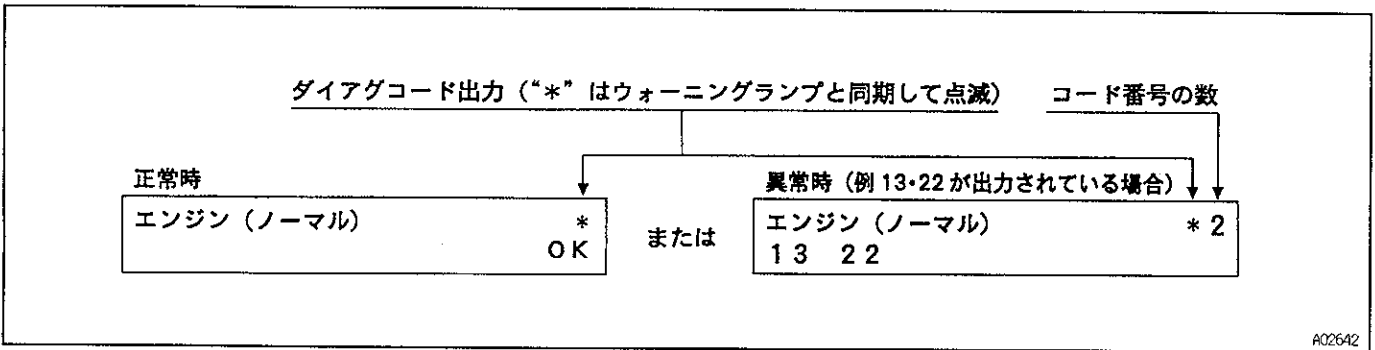 ダイアグコード出力（“*”はウォーニングランプと同期して点滅） コード番号の数
正常時
エンジン（ノーマル） *
OK
または
異常時（例 13・22 が出力されている場合）
エンジン（ノーマル） * 2
13 22
A02642